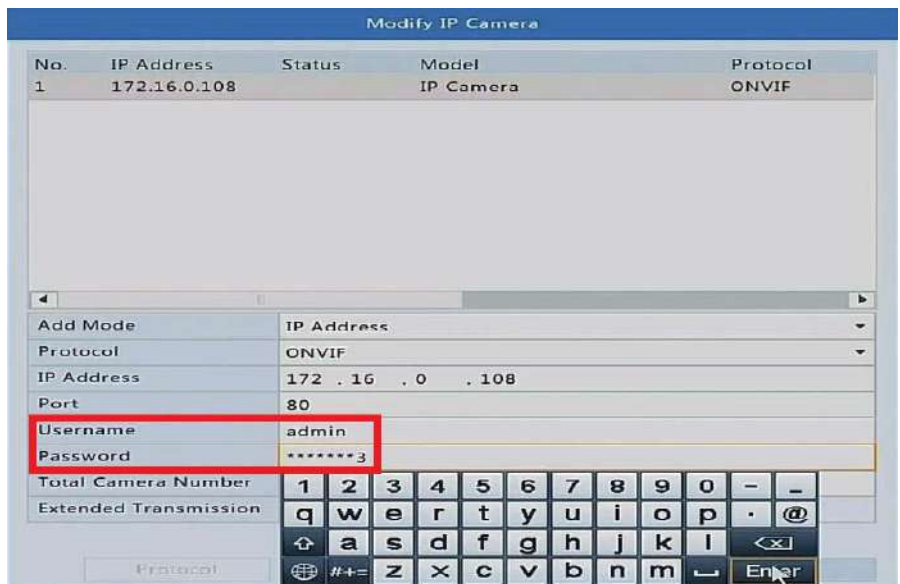 Modify IP Camera
No. IP Address Status Model Protocol
1 172.16.0.108 IP Camera ONVIF
Add Mode IP Address
Protocol ONVIF
IP Address 172 . 16 . 0 . 108
Port 80
Username admin
Password *******3
Total Camera Number
Extended Transmission
1 2 3 4 5 6 7 8 9 0 - _
q w e r t y u i o p . @
a s d f g h j k l
Protocol #+= z x c v b n m Enter